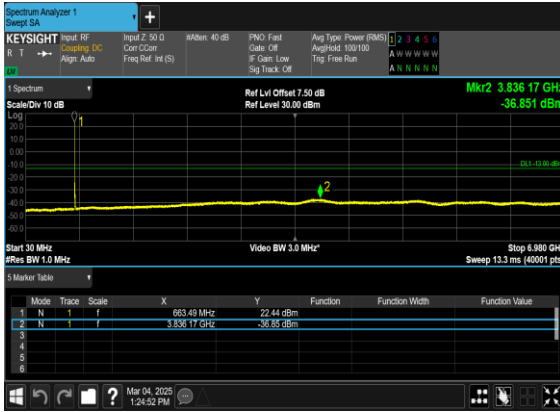 Spectrum Analyzer 1
Swept SA
+
KEYSIGHT Input: RF Input Z: 50 Ω #Atten: 40 dB PNO: Fast Avg Type: Power (RMS) 1 2 3 4 5 6
R T Coupling: DC Corr CCorr Gate: Off Avg|Hold: 100/100 A W W W W W
Align: Auto Freq Ref: Int (S) IF Gain: Low Trig: Free Run
Sig Track: Off A N N N N N
1 Spectrum
Ref Lvl Offset 7.50 dB
Mkr2 3.836 17 GHz
Scale/Div 10 dB
Ref Level 30.00 dBm
-36.851 dBm
Log
1
20.0
10.0
0.00
-10.0
DL1 -13.00 dBm
-20.0
-30.0
2
-40.0
-50.0
-60.0
Start 30 MHz
Video BW 3.0 MHz*
Stop 6.980 GHz
#Res BW 1.0 MHz
Sweep 13.3 ms (40001 pts)
5 Marker Table
Mode Trace Scale X Y Function Function Width Function Value
1 N 1 f 663.49 MHz 22.44 dBm
2 N 1 f 3.836 17 GHz -36.85 dBm
3
4
5
6
?
Mar 04, 2025
1:24:52 PM